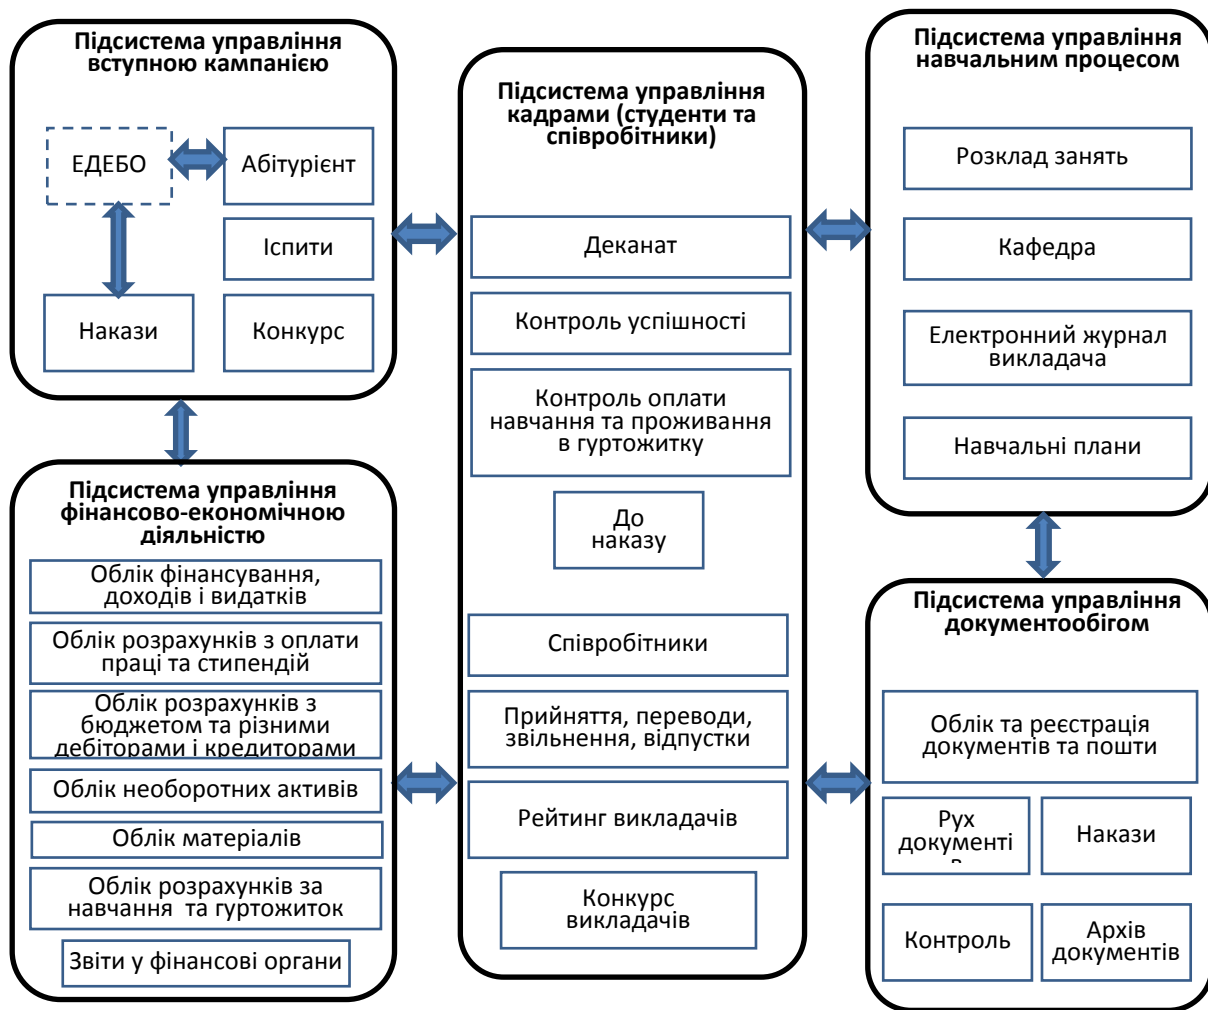 Підсистема управління
вступною кампанією
ЕДЕБО
Абітурієнт
Іспити
Накази
Конкурс
Підсистема управління
фінансово-економічною
діяльністю
Облік фінансування,
доходів і видатків
Облік розрахунків з оплати
праці та стипендій
Облік розрахунків з
бюджетом та різними
дебіторами і кредиторами
Облік необоротних активів
Облік матеріалів
Облік розрахунків за
навчання та гуртожиток
Звіти у фінансові органи
Підсистема управління
кадрами (студенти та
співробітники)
Деканат
Контроль успішності
Контроль оплати
навчання та проживання
в гуртожитку
До
наказу
Співробітники
Прийняття, переводи,
звільнення, відпустки
Рейтинг викладачів
Конкурс
викладачів
Підсистема управління
навчальним процесом
Розклад занять
Кафедра
Електронний журнал
викладача
Навчальні плани
Підсистема управління
документообігом
Облік та реєстрація
документів та пошти
Рух
документі
в
Накази
Контроль
Архів
документів